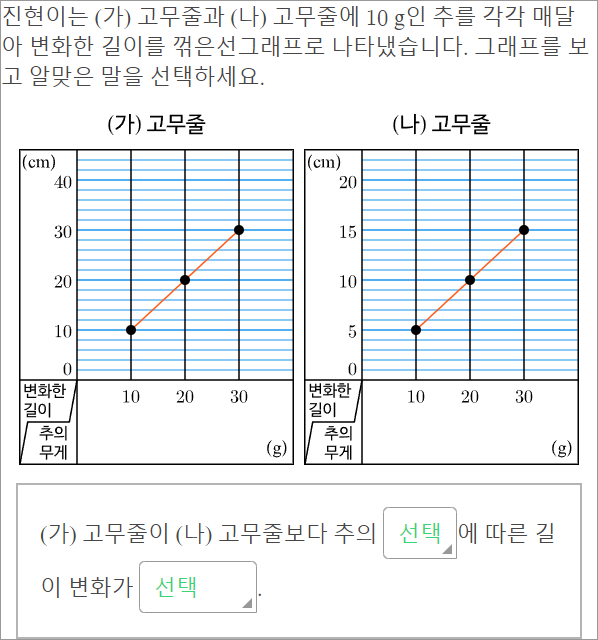 진현이는 (가) 고무줄과 (나) 고무줄에 10 g인 추를 각각 매달
아 변화한 길이를 꺾은선그래프로 나타냈습니다. 그래프를 보
고 알맞은 말을 선택하세요.
(가) 고무줄
(cm)
40
30
20
10
0
변화한
길이
추의
무게
10 20 30
(g)
(나) 고무줄
(cm)
20
15
10
5
0
변화한
길이
추의
무게
10 20 30
(g)
(가) 고무줄이 (나) 고무줄보다 추의 선택 에 따른 길
이 변화가 선택 .